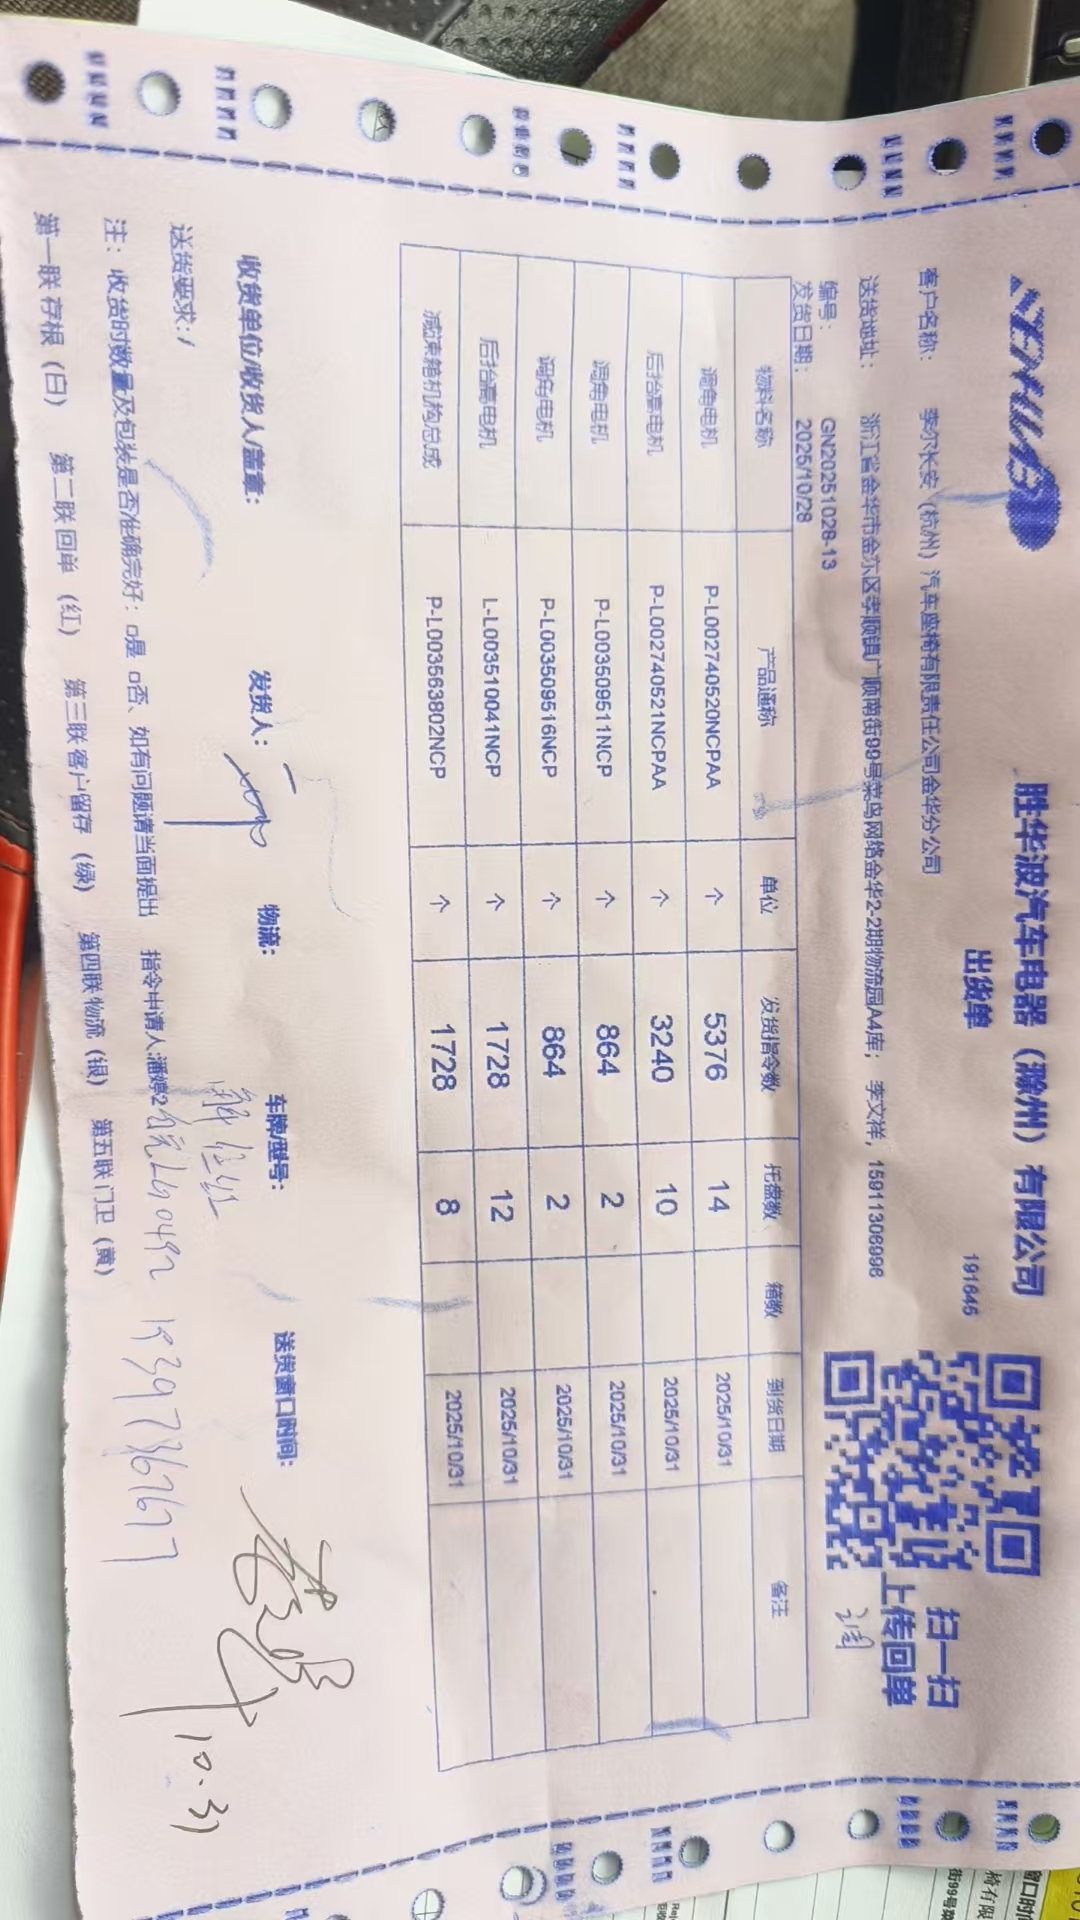 胜华波汽车电器（滁州）有限公司
出货单
191646
扫一扫
上传回单
客户名称： 李尔长安（杭州）汽车座椅有限责任公司金华分公司
送货地址： 浙江省金华市金东区孝顺镇广顺南街99号菜鸟网络金华2-2期物流园A4库； 李文祥，15911306996
编号： GN20251028-13
发货日期： 2025/10/28
物料名称 产品通称 单位 发货指令数 托盘数 箱数 到货日期 备注
调角电机 P-L002740520NCPAA 个 5376 14 2025/10/31
后抬高电机 P-L002740521NCPAA 个 3240 10 2025/10/31
调角电机 P-L003509511NCP 个 864 2 2025/10/31
调角电机 P-L003509516NCP 个 864 2 2025/10/31
后抬高电机 L-L003510041NCP 个 1728 12 2025/10/31
减速箱机构总成 P-L003563802NCP 个 1728 8 2025/10/31
收货单位/收货人/盖章： 发货人： 物流： 车牌/型号： 送货窗口时间：
送货要求:/
10.31
注： 收货时数量及包装是否准确完好：□是 □否、如有问题请当面提出 指令申请人:潘婷2
第一联 存根（白） 第二联 回单（红） 第三联 客户留存（绿） 第四联 物流（银） 第五联 门卫（黄）